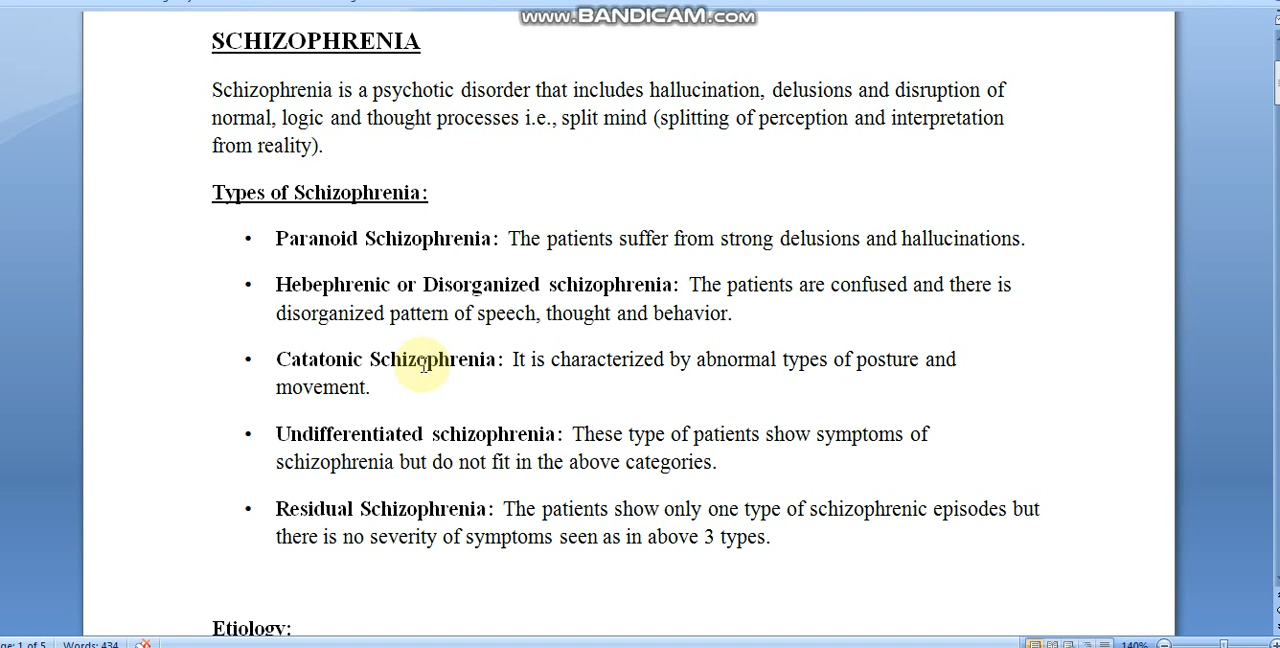 www.BANDICAM.com
SCHIZOPHRENIA
Schizophrenia is a psychotic disorder that includes hallucination, delusions and disruption of
normal, logic and thought processes i.e., split mind (splitting of perception and interpretation
from reality).
Types of Schizophrenia:
• Paranoid Schizophrenia: The patients suffer from strong delusions and hallucinations.
• Hebephrenic or Disorganized schizophrenia: The patients are confused and there is
disorganized pattern of speech, thought and behavior.
• Catatonic Schizophrenia: It is characterized by abnormal types of posture and
movement.
• Undifferentiated schizophrenia: These type of patients show symptoms of
schizophrenia but do not fit in the above categories.
• Residual Schizophrenia: The patients show only one type of schizophrenic episodes but
there is no severity of symptoms seen as in above 3 types.
Etiology:
ge: 1 of 5 Words: 434 140%